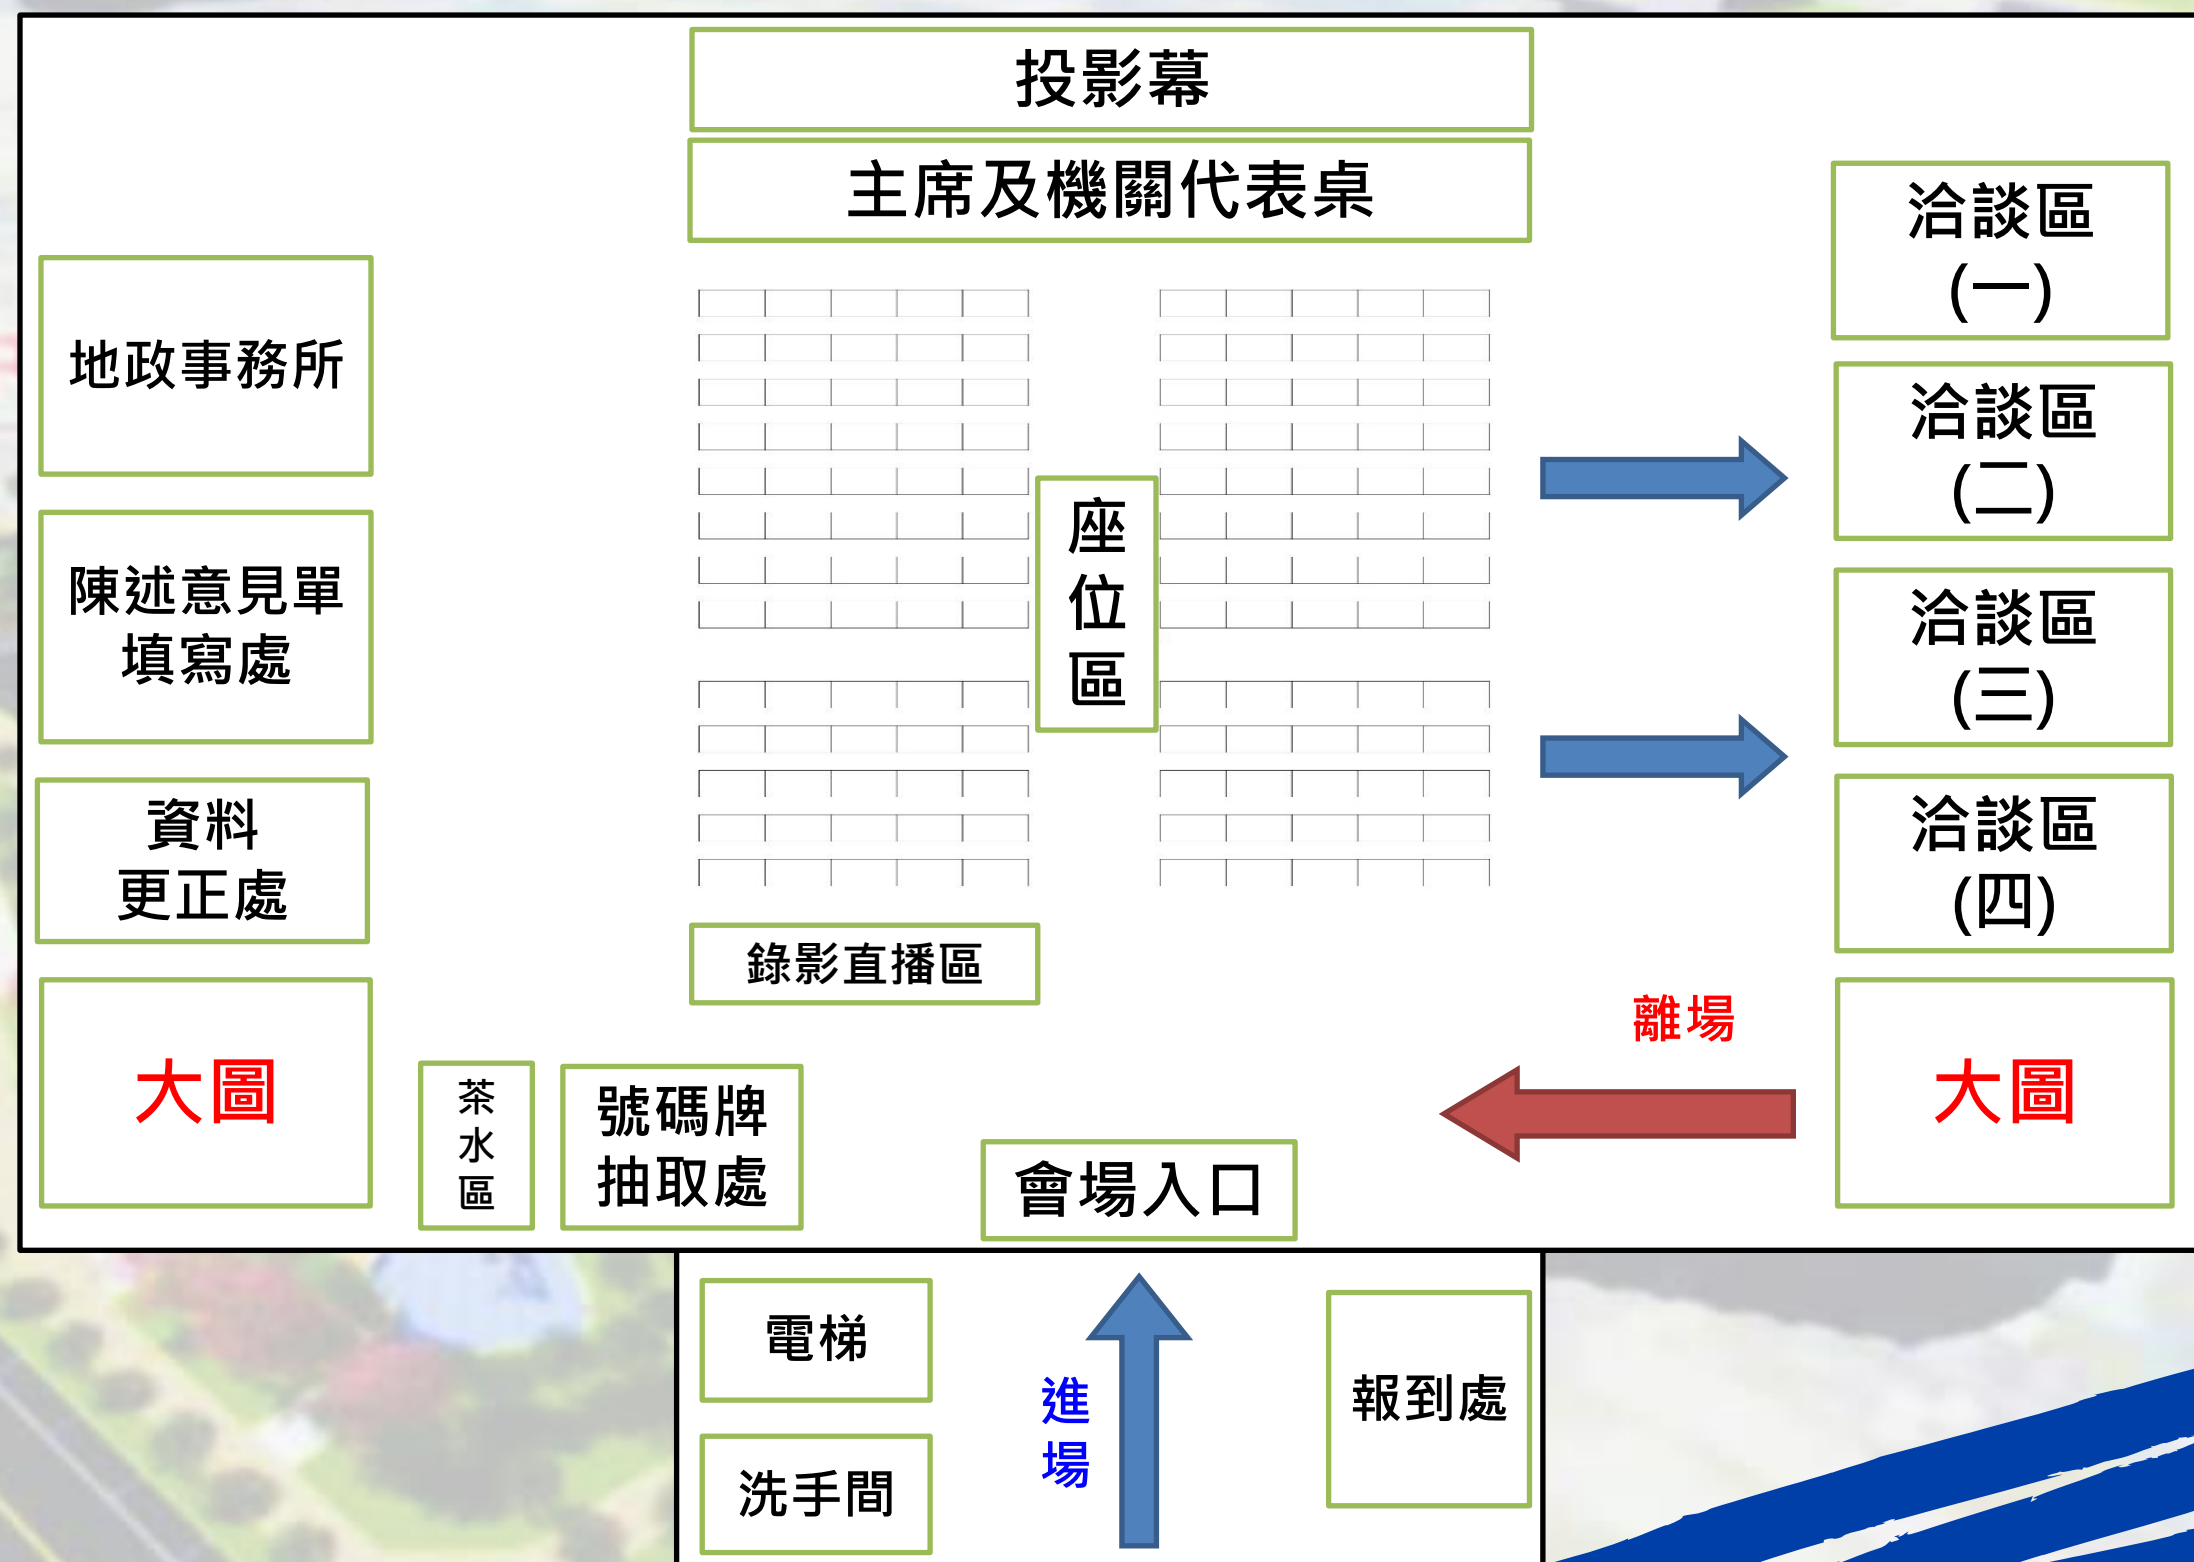 投影幕
主席及機關代表桌
地政事務所
陳述意見單
填寫處
資料
更正處
大圖
座
位
區
錄影直播區
茶
水
區
號碼牌
抽取處
會場入口
洽談區
(一)
洽談區
(二)
洽談區
(三)
洽談區
(四)
離場
大圖
電梯
洗手間
進
場
報到處